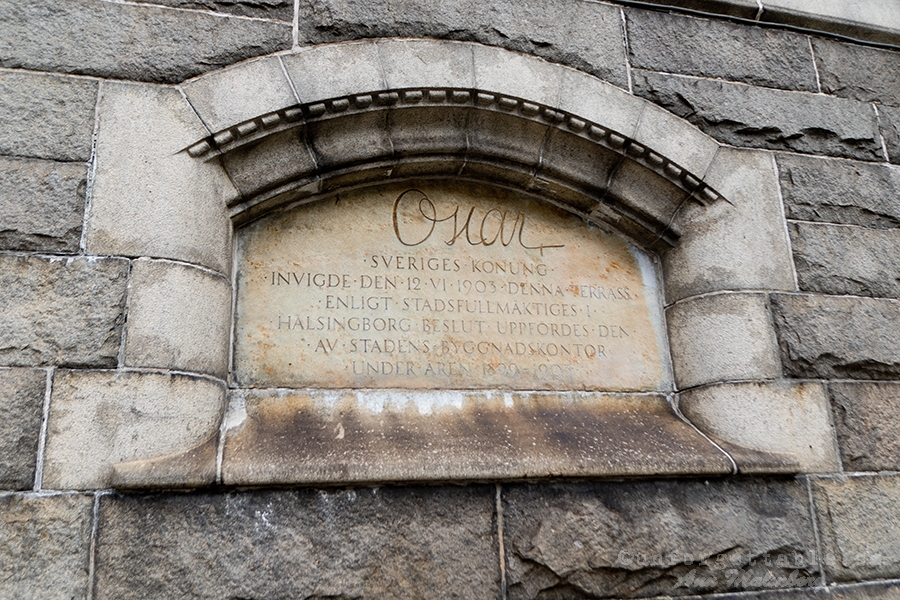 Oscar
·SVERIGES KONUNG·
INVIGDE·DEN·12·VI·1903·DENNA·TERRASS.
·ENLIGT·STADSFULLMÄKTIGES·I·
HÄLSINGBORG BESLUT UPPFÖRDES·DEN·
·AV·STADENS·BYGGNADSKONTOR
UNDER ÅREN 1899-